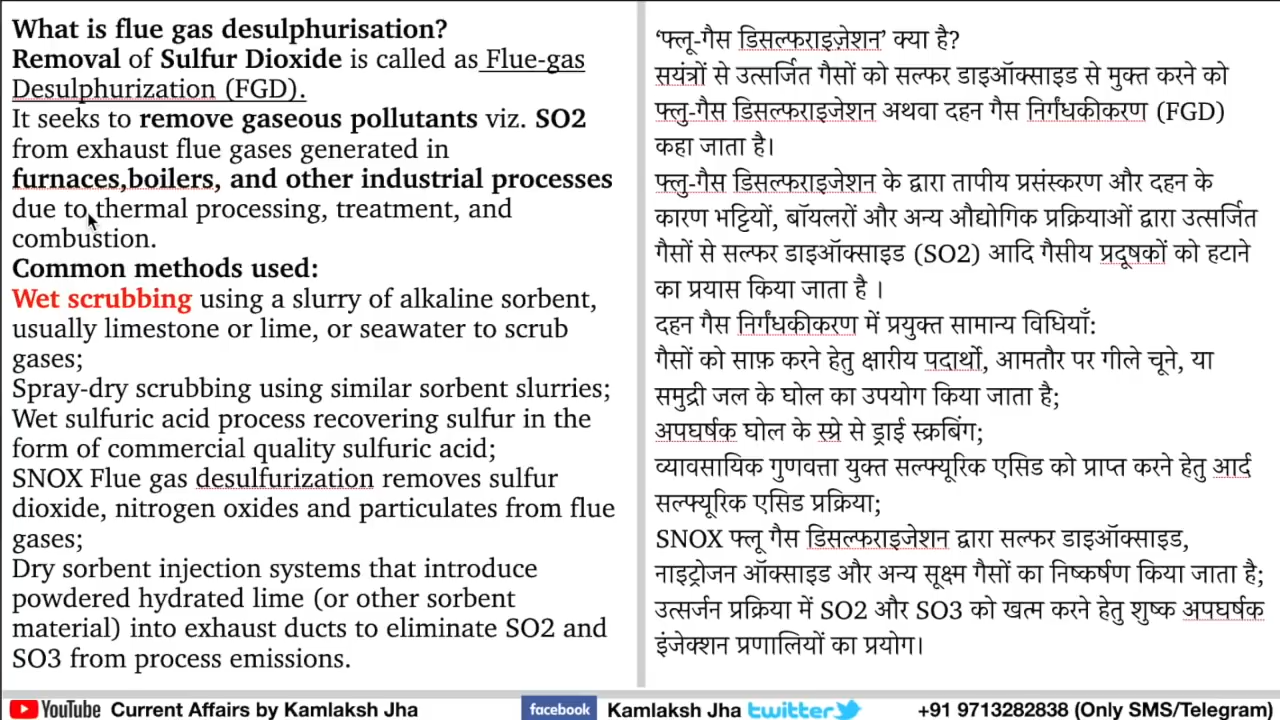 What is flue gas desulphurisation?
Removal of Sulfur Dioxide is called as Flue-gas
Desulphurization (FGD).
It seeks to remove gaseous pollutants viz. SO2
from exhaust flue gases generated in
furnaces,boilers, and other industrial processes
due to thermal processing, treatment, and
combustion.
Common methods used:
Wet scrubbing using a slurry of alkaline sorbent,
usually limestone or lime, or seawater to scrub
gases;
Spray-dry scrubbing using similar sorbent slurries;
Wet sulfuric acid process recovering sulfur in the
form of commercial quality sulfuric acid;
SNOX Flue gas desulfurization removes sulfur
dioxide, nitrogen oxides and particulates from flue
gases;
Dry sorbent injection systems that introduce
powdered hydrated lime (or other sorbent
material) into exhaust ducts to eliminate SO2 and
SO3 from process emissions.
‘फ्लू-गैस डिसल्फराइज़ेशन’ क्या है?
सयंत्रों से उत्सर्जित गैसों को सल्फर डाइऑक्साइड से मुक्त करने को
फ्लु-गैस डिसल्फराइजेशन अथवा दहन गैस निर्गंधकीकरण (FGD)
कहा जाता है।
फ्लु-गैस डिसल्फराइजेशन के द्वारा तापीय प्रसंस्करण और दहन के
कारण भट्टियों, बॉयलरों और अन्य औद्योगिक प्रक्रियाओं द्वारा उत्सर्जित
गैसों से सल्फर डाइऑक्साइड (SO2) आदि गैसीय प्रदूषकों को हटाने
का प्रयास किया जाता है ।
दहन गैस निर्गंधकीकरण में प्रयुक्त सामान्य विधियाँ:
गैसों को साफ़ करने हेतु क्षारीय पदार्थो, आमतौर पर गीले चूने, या
समुद्री जल के घोल का उपयोग किया जाता है;
अपघर्षक घोल के स्प्रे से ड्राई स्क्रबिंग;
व्यावसायिक गुणवत्ता युक्त सल्फ्यूरिक एसिड को प्राप्त करने हेतु आर्द
सल्फ्यूरिक एसिड प्रक्रिया;
SNOX फ्लू गैस डिसल्फराइजेशन द्वारा सल्फर डाइऑक्साइड,
नाइट्रोजन ऑक्साइड और अन्य सूक्ष्म गैसों का निष्कर्षण किया जाता है;
उत्सर्जन प्रक्रिया में SO2 और SO3 को खत्म करने हेतु शुष्क अपघर्षक
इंजेक्शन प्रणालियों का प्रयोग।
YouTube Current Affairs by Kamlaksh Jha facebook Kamlaksh Jha twitter +91 9713282838 (Only SMS/Telegram)